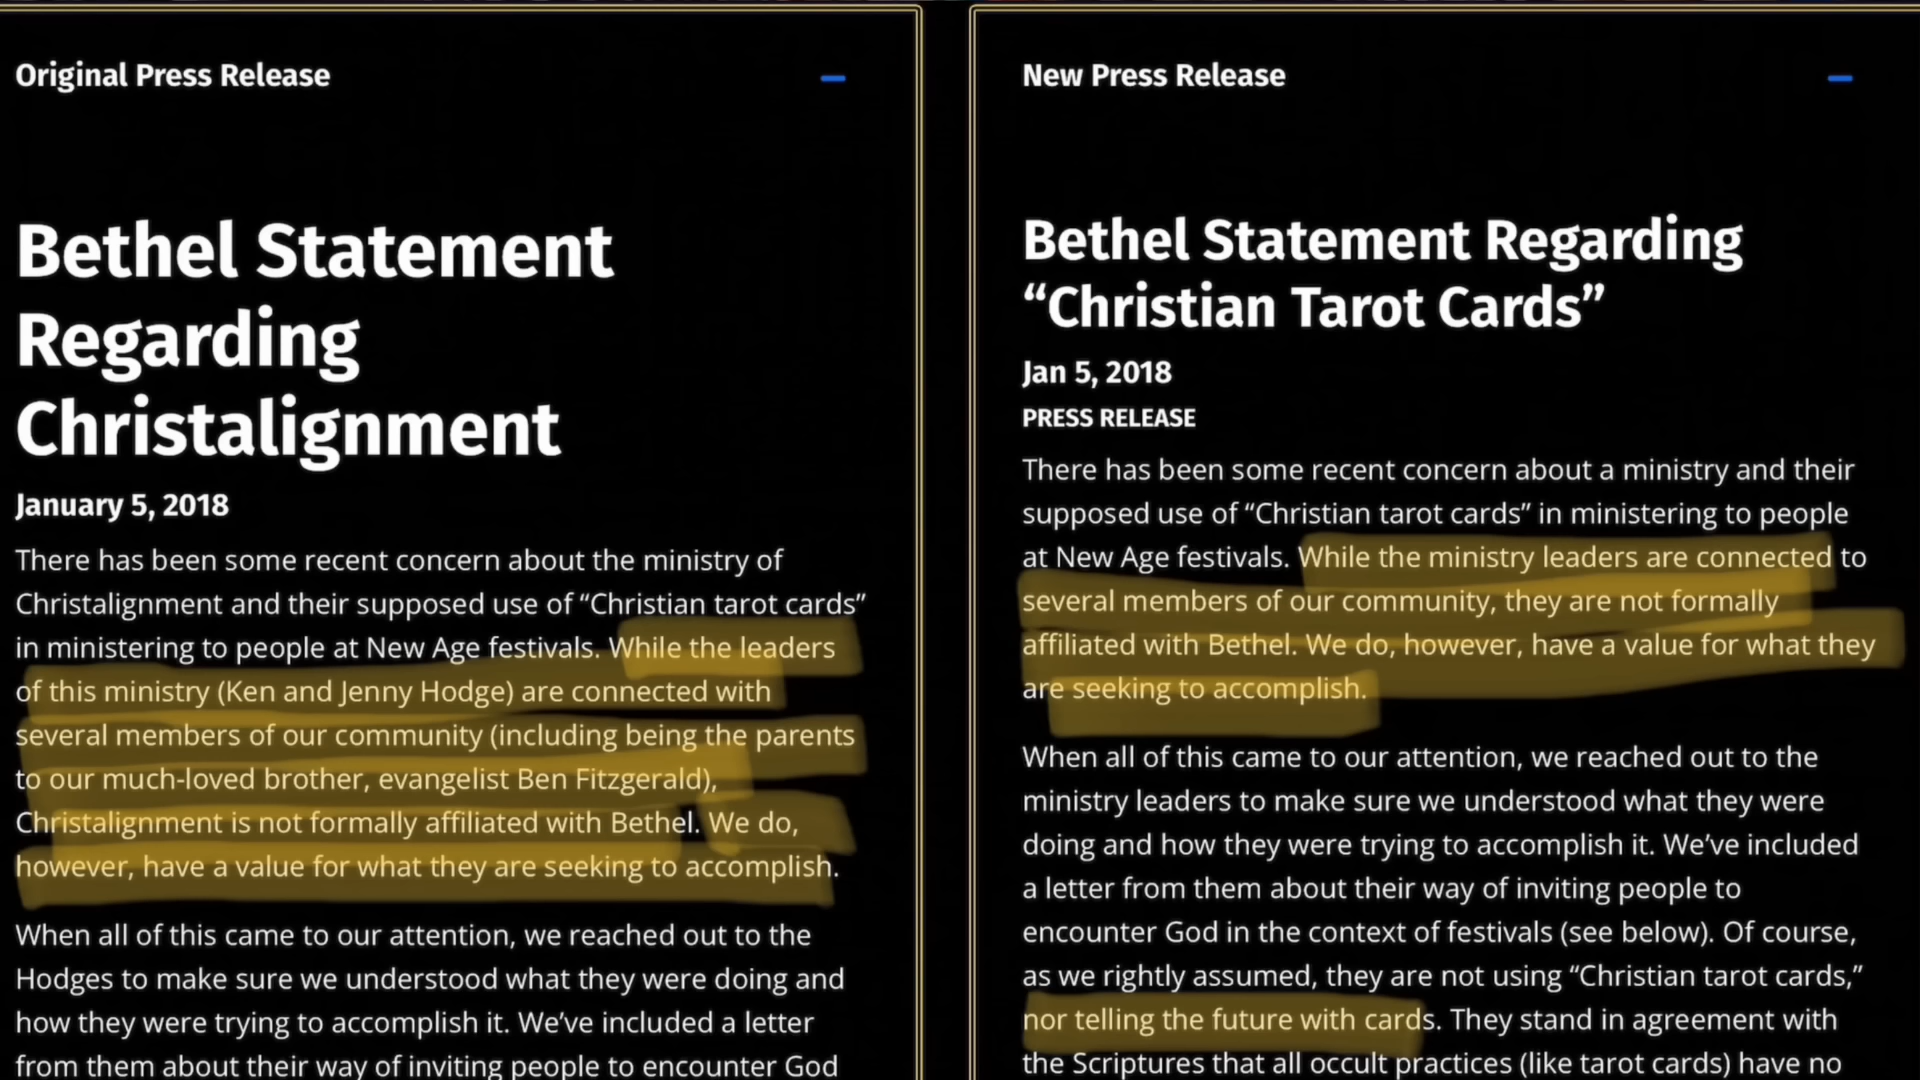 Original Press Release
Bethel Statement
Regarding
Christalignment
January 5, 2018
There has been some recent concern about the ministry of
Christalignment and their supposed use of “Christian tarot cards”
in ministering to people at New Age festivals. While the leaders
of this ministry (Ken and Jenny Hodge) are connected with
several members of our community (including being the parents
to our much-loved brother, evangelist Ben Fitzgerald),
Christalignment is not formally affiliated with Bethel. We do,
however, have a value for what they are seeking to accomplish.
When all of this came to our attention, we reached out to the
Hodges to make sure we understood what they were doing and
how they were trying to accomplish it. We’ve included a letter
from them about their way of inviting people to encounter God
New Press Release
Bethel Statement Regarding
“Christian Tarot Cards”
Jan 5, 2018
PRESS RELEASE
There has been some recent concern about a ministry and their
supposed use of “Christian tarot cards” in ministering to people
at New Age festivals. While the ministry leaders are connected to
several members of our community, they are not formally
affiliated with Bethel. We do, however, have a value for what they
are seeking to accomplish.
When all of this came to our attention, we reached out to the
ministry leaders to make sure we understood what they were
doing and how they were trying to accomplish it. We’ve included
a letter from them about their way of inviting people to
encounter God in the context of festivals (see below). Of course,
as we rightly assumed, they are not using “Christian tarot cards,”
nor telling the future with cards. They stand in agreement with
the Scriptures that all occult practices (like tarot cards) have no